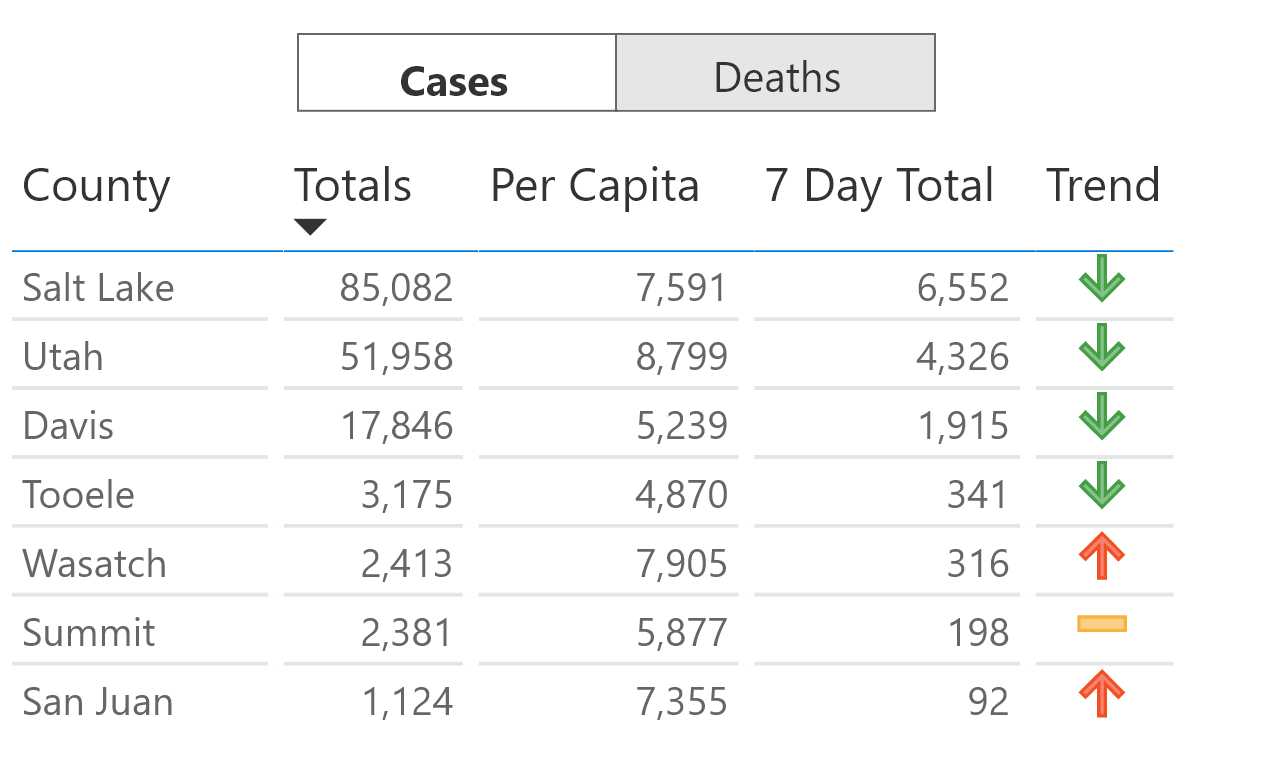 Cases Deaths
County Totals Per Capita 7 Day Total Trend
Salt Lake 85,082 7,591 6,552
Utah 51,958 8,799 4,326
Davis 17,846 5,239 1,915
Tooele 3,175 4,870 341
Wasatch 2,413 7,905 316
Summit 2,381 5,877 198
San Juan 1,124 7,355 92